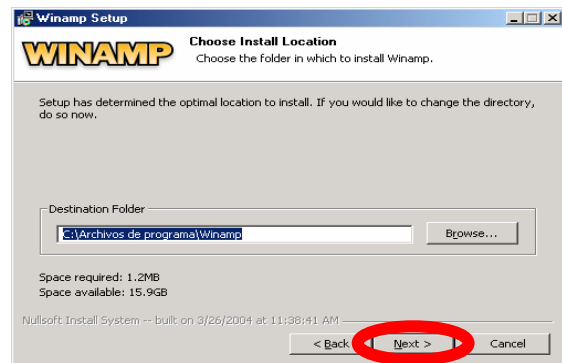 Winamp Setup
WINAMP
Choose Install Location
Choose the folder in which to install Winamp.
Setup has determined the optimal location to install. If you would like to change the directory,
do so now.
Destination Folder
C:\Archivos de programa\Winamp
Browse...
Space required: 1.2MB
Space available: 15.9GB
Nullsoft Install System -- built on 3/26/2004 at 11:38:41 AM
< Back
Next >
Cancel